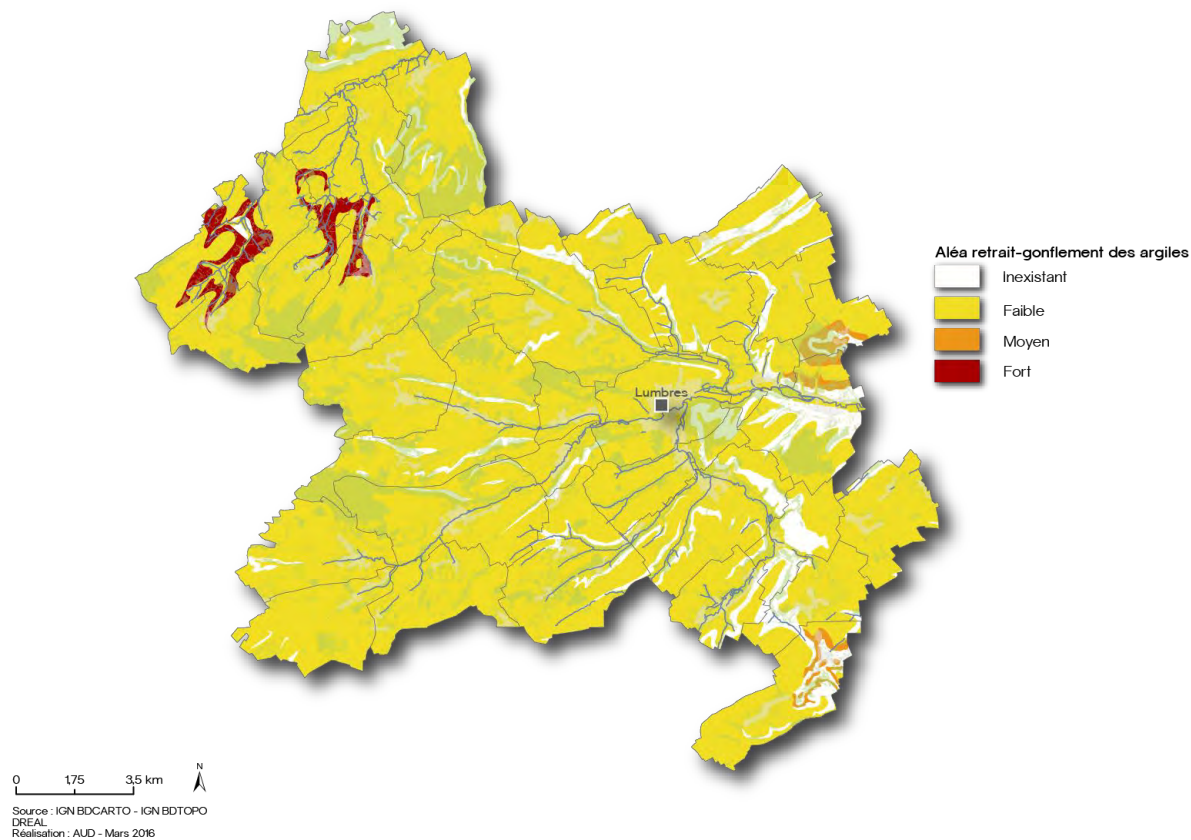 Lumbres
Aléa retrait-gonflement des argiles
Inexistant
Faible
Moyen
Fort
0 1,75 3,5 km
N
Source : IGN BDCARTO - IGN BDTOPO
DREAL
Réalisation : AUD - Mars 2016